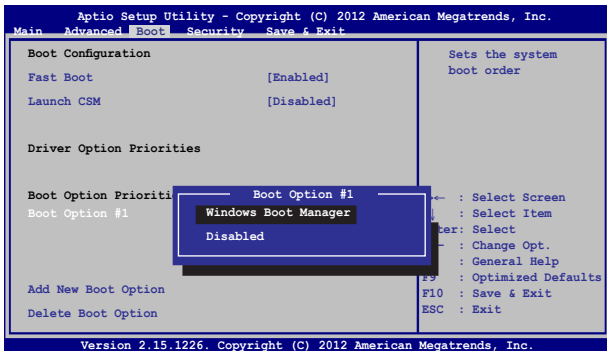 Aptio Setup Utility - Copyright (C) 2012 American Megatrends, Inc.
Main Advanced Boot Security Save & Exit
Boot Configuration
Fast Boot [Enabled]
Launch CSM [Disabled]
Driver Option Priorities
Boot Option Prioriti
Boot Option #1
Boot Option #1
Windows Boot Manager
Disabled
Add New Boot Option
Delete Boot Option
Sets the system
boot order
→← : Select Screen
: Select Item
ter: Select
— : Change Opt.
: General Help
F9 : Optimized Defaults
F10 : Save & Exit
ESC : Exit
Version 2.15.1226. Copyright (C) 2012 American Megatrends, Inc.